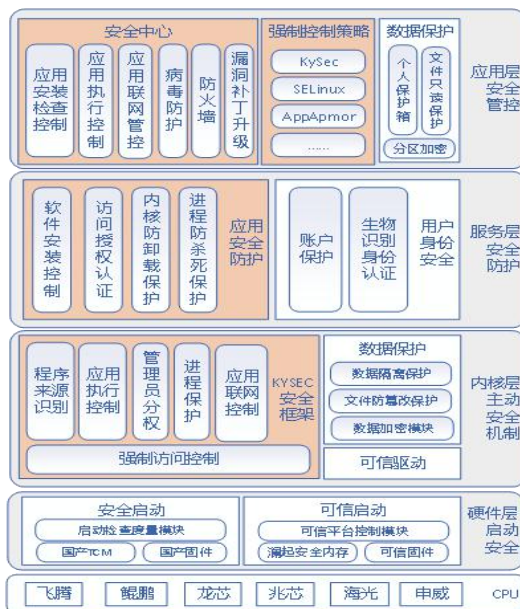 安全中心
应用安装检查控制
应用执行控制
应用联网管控
病毒防护
防火墙
漏洞补丁升级
强制控制策略
KySec
SELinux
AppApmor
......
数据保护
个人保护箱
文件只读保护
分区加密
应用层安全管控
软件安装控制
访问授权认证
内核防卸载保护
进程防杀死保护
应用安全防护
账户保护
生物识别身份认证
用户身份安全
服务层安全防护
程序来源识别
应用执行控制
管理员分权
进程保护
应用联网控制
KYSEC安全框架
强制访问控制
数据保护
数据隔离保护
文件防篡改保护
数据加密模块
可信驱动
内核层主动安全机制
安全启动
启动检查度量模块
国产TCM
国产固件
可信启动
可信平台控制模块
澜起安全内存
可信固件
硬件层启动安全
飞腾
鲲鹏
龙芯
兆芯
海光
申威
CPU